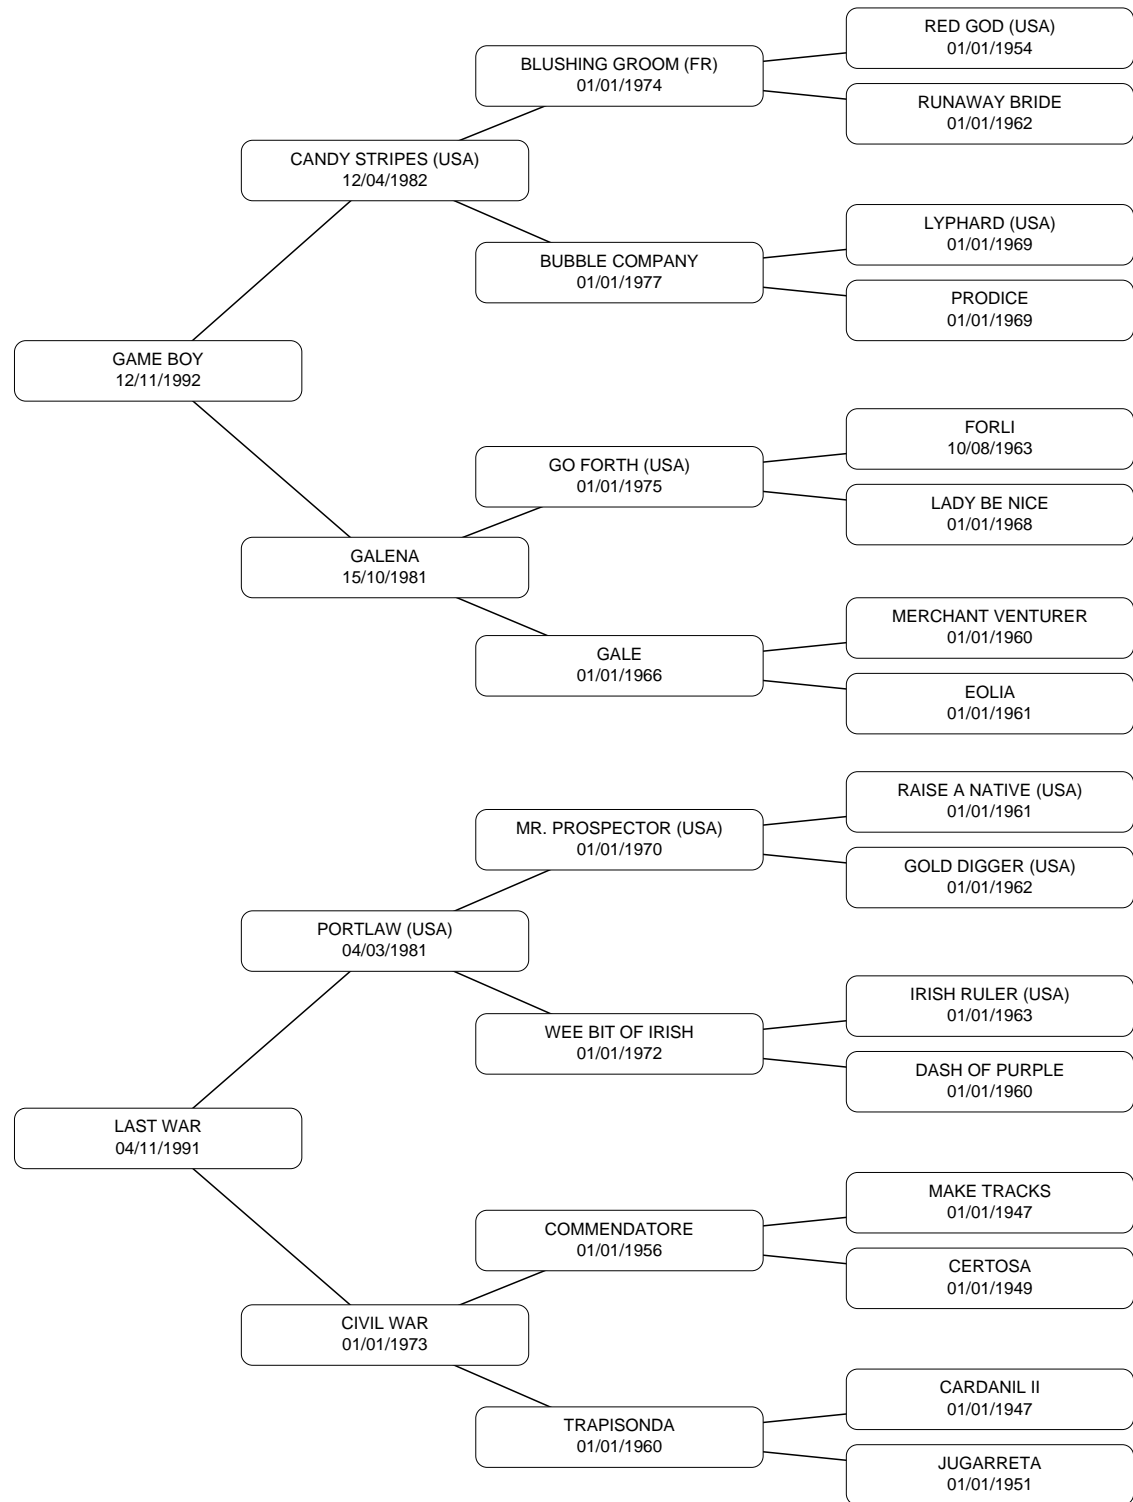 RED GOD (USA)
01/01/1954
BLUSHING GROOM (FR)
01/01/1974
RUNAWAY BRIDE
01/01/1962
CANDY STRIPES (USA)
12/04/1982
LYPHARD (USA)
01/01/1969
BUBBLE COMPANY
01/01/1977
PRODICE
01/01/1969
GAME BOY
12/11/1992
FORLI
10/08/1963
GO FORTH (USA)
01/01/1975
LADY BE NICE
01/01/1968
GALENA
15/10/1981
MERCHANT VENTURER
01/01/1960
GALE
01/01/1966
EOLIA
01/01/1961
RAISE A NATIVE (USA)
01/01/1961
MR. PROSPECTOR (USA)
01/01/1970
GOLD DIGGER (USA)
01/01/1962
PORTLAW (USA)
04/03/1981
IRISH RULER (USA)
01/01/1963
WEE BIT OF IRISH
01/01/1972
DASH OF PURPLE
01/01/1960
LAST WAR
04/11/1991
MAKE TRACKS
01/01/1947
COMMENDATORE
01/01/1956
CERTOSA
01/01/1949
CIVIL WAR
01/01/1973
CARDANIL II
01/01/1947
TRAPISONDA
01/01/1960
JUGARRETA
01/01/1951